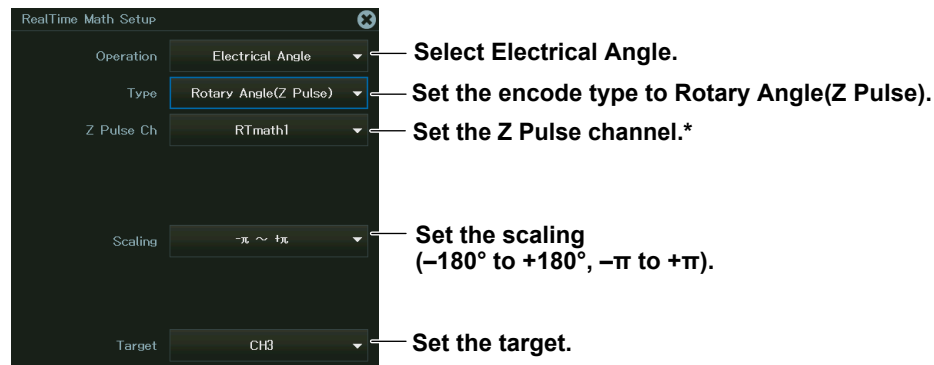 RealTime Math Setup
Operation Electrical Angle Select Electrical Angle.
Type Rotary Angle(Z Pulse) Set the encode type to Rotary Angle(Z Pulse).
Z Pulse Ch RTmath1 Set the Z Pulse channel.*
Scaling -π ~ +π Set the scaling
(–180° to +180°, –π to +π).
Target CH3 Set the target.